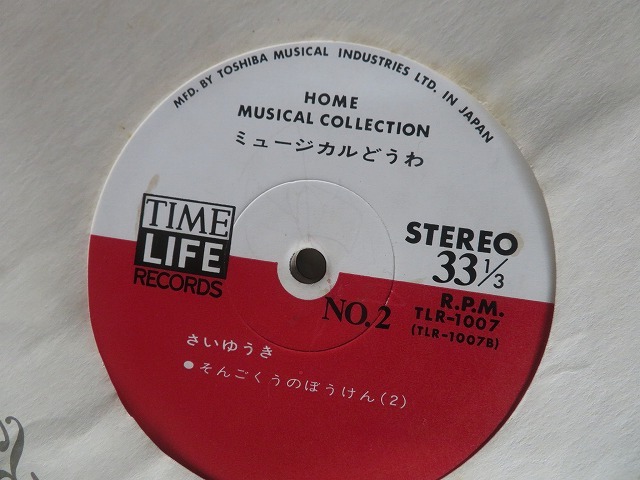 MFD. BY TOSHIBA MUSICAL INDUSTRIES LTD. IN JAPAN
HOME
MUSICAL COLLECTION
ミュージカルどうわ
TIME
LIFE
RECORDS
STEREO
33 1/3
R.P.M.
NO.2
TLR-1007
(TLR-1007B)
さいゆうき
●そんごくうのぼうけん(2)